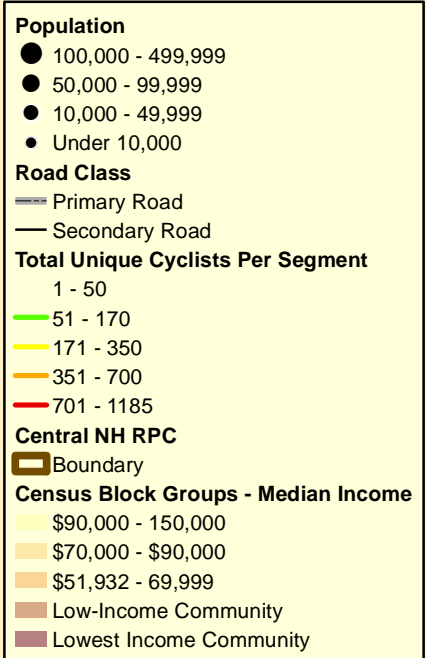 Population
100,000 - 499,999
50,000 - 99,999
10,000 - 49,999
Under 10,000
Road Class
Primary Road
Secondary Road
Total Unique Cyclists Per Segment
1 - 50
51 - 170
171 - 350
351 - 700
701 - 1185
Central NH RPC
Boundary
Census Block Groups - Median Income
$90,000 - 150,000
$70,000 - $90,000
$51,932 - 69,999
Low-Income Community
Lowest Income Community